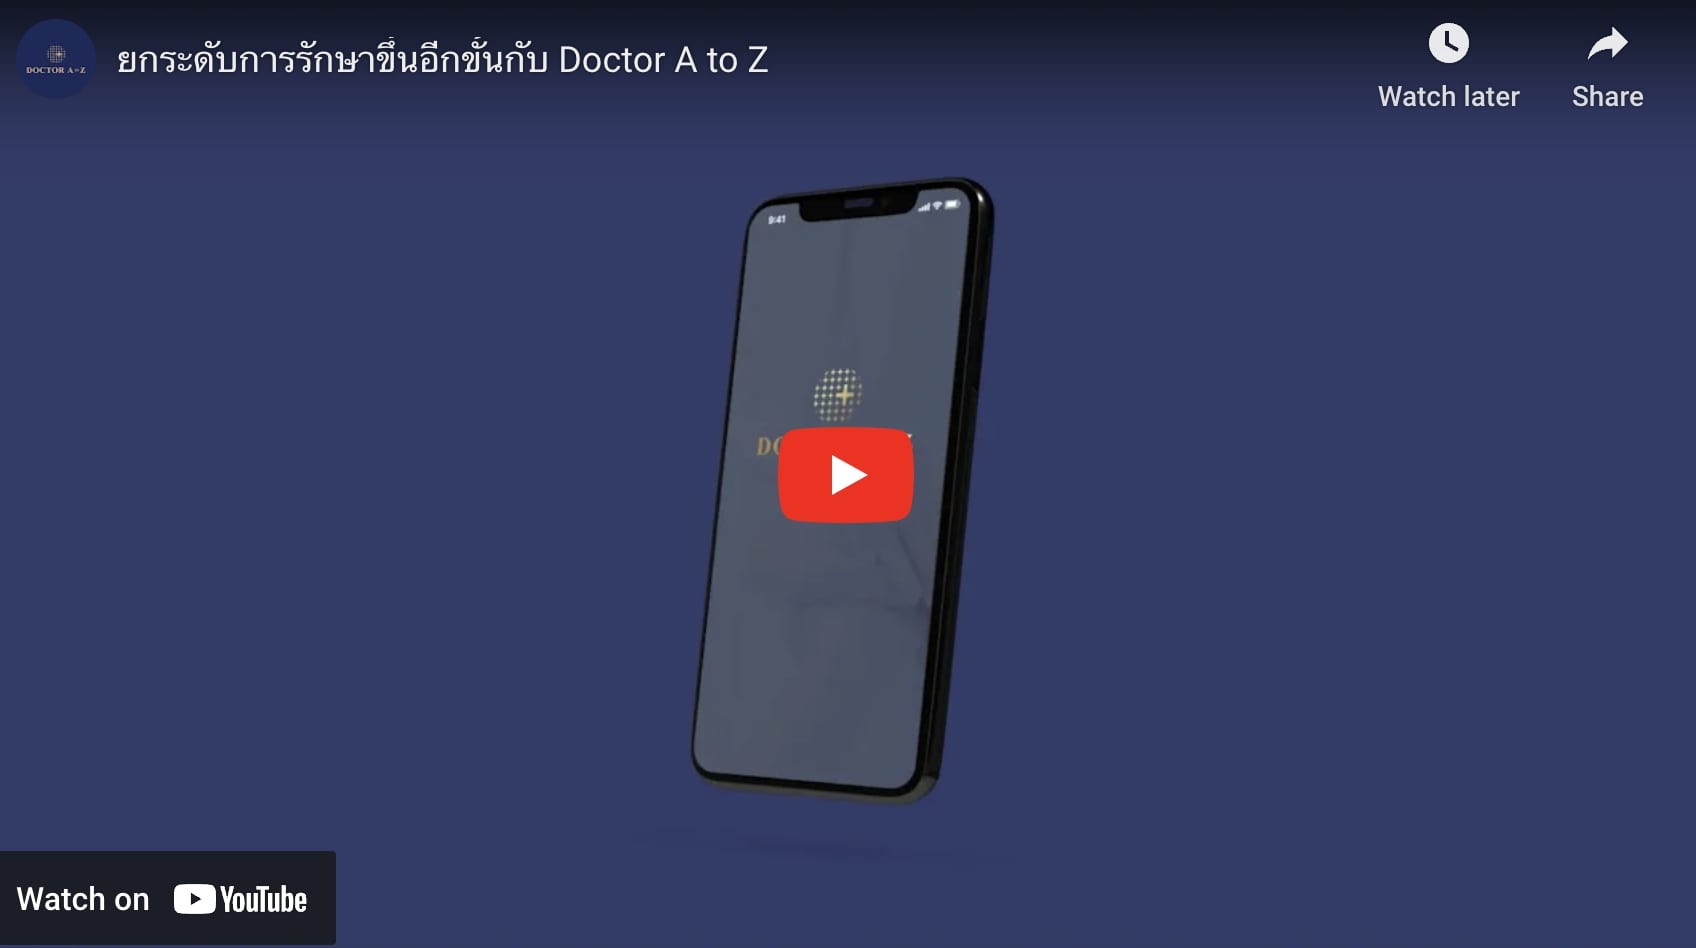 DOCTOR A TO Z
ยกระดับการรักษาขึ้นอีกขั้นกับ Doctor A to Z
Watch later
Share
9:41
Watch on YouTube